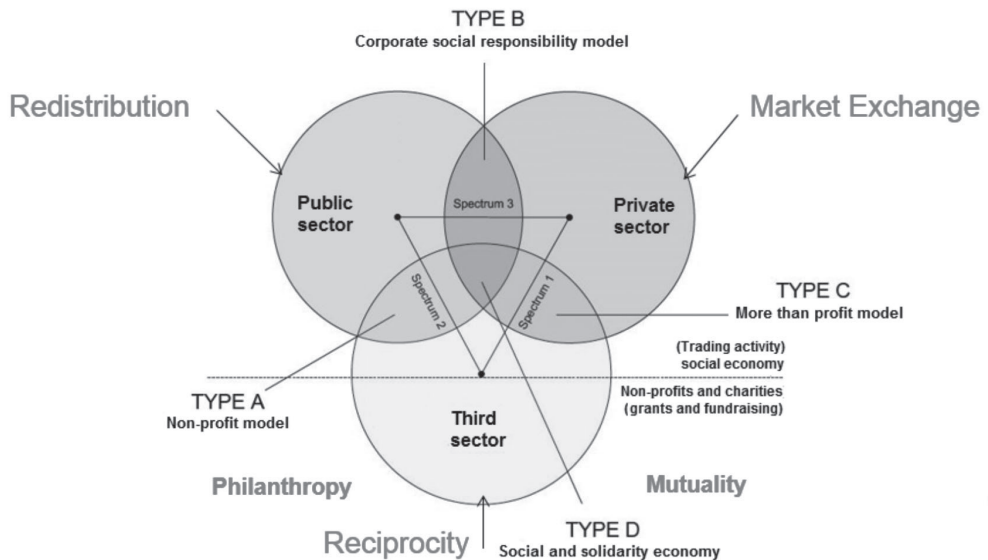 TYPE B
Corporate social responsibility model
Redistribution
Market Exchange
Public
sector
Spectrum 3
Private
sector
Spectrum 2
Spectrum 1
TYPE C
More than profit model
(Trading activity)
social economy
Non-profits and charities
(grants and fundraising)
TYPE A
Non-profit model
Third
sector
Philanthropy
Mutuality
Reciprocity
TYPE D
Social and solidarity economy